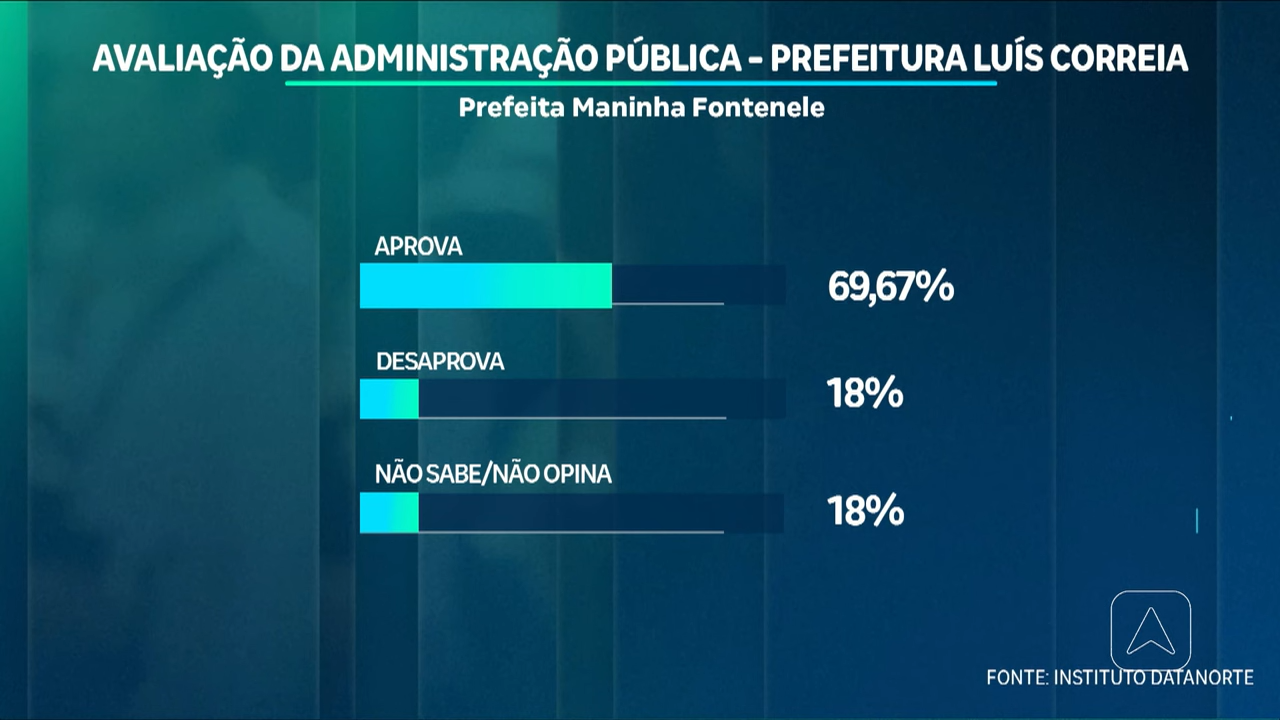 AVALIAÇÃO DA ADMINISTRAÇÃO PÚBLICA - PREFEITURA LUÍS CORREIA
Prefeita Maninha Fontenele
APROVA
69,67%
DESAPROVA
18%
NÃO SABE/NÃO OPINA
18%
FONTE: INSTITUTO DATANORTE